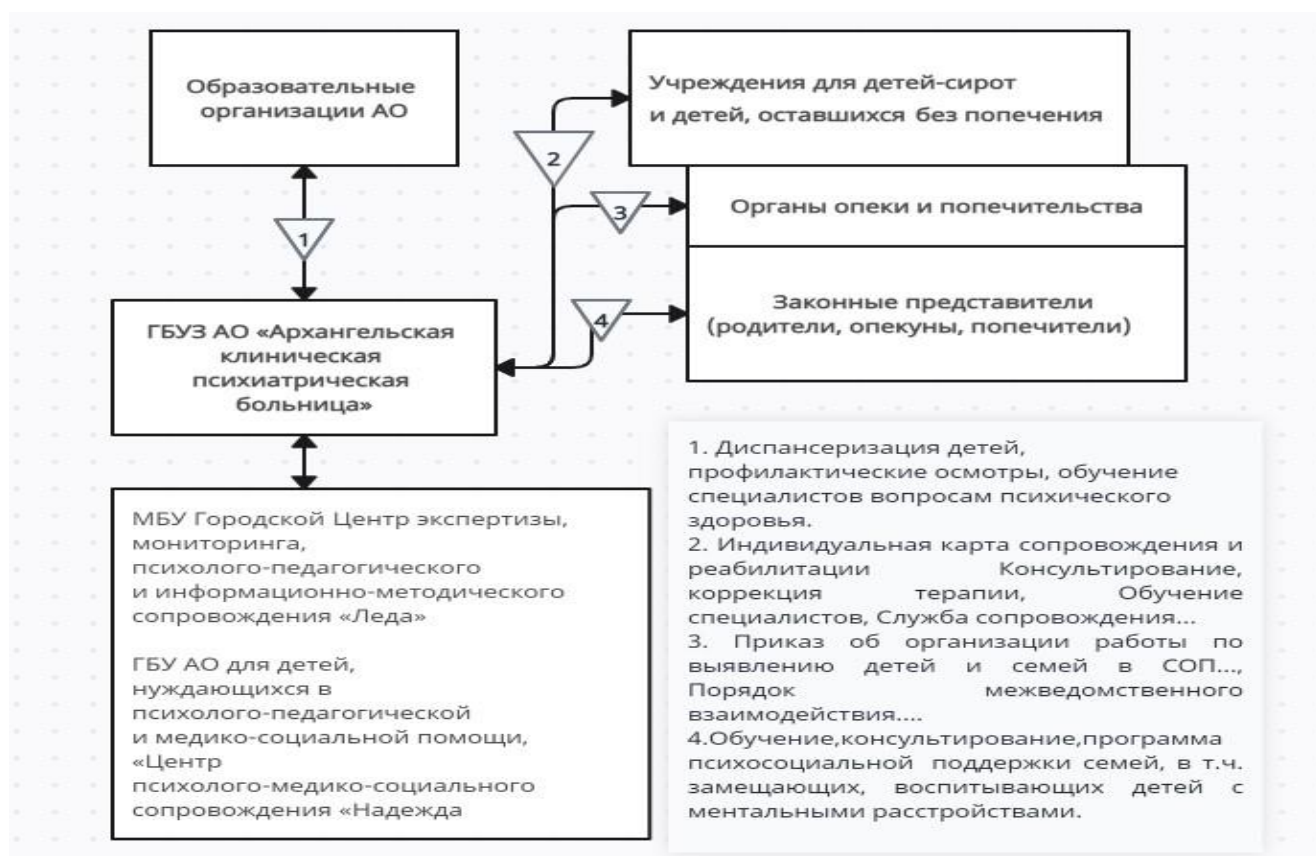 Образовательные
организации АО
Учреждения для детей-сирот
и детей, оставшихся без попечения
2
3
Органы опеки и попечительства
1
4
Законные представители
(родители, опекуны, попечители)
ГБУЗ АО «Архангельская
клиническая
психиатрическая
больница»
МБУ Городской Центр экспертизы,
мониторинга,
психолого-педагогического
и информационно-методического
сопровождения «Леда»
ГБУ АО для детей,
нуждающихся в
психолого-педагогической
и медико-социальной помощи,
«Центр
психолого-медико-социального
сопровождения «Надежда
1. Диспансеризация детей,
профилактические осмотры, обучение
специалистов вопросам психического
здоровья.
2. Индивидуальная карта сопровождения и
реабилитации Консультирование,
коррекция терапии, Обучение
специалистов, Служба сопровождения...
3. Приказ об организации работы по
выявлению детей и семей в СОП...,
Порядок межведомственного
взаимодействия....
4.Обучение,консультирование,программа
психосоциальной поддержки семей, в т.ч.
замещающих, воспитывающих детей с
ментальными расстройствами.